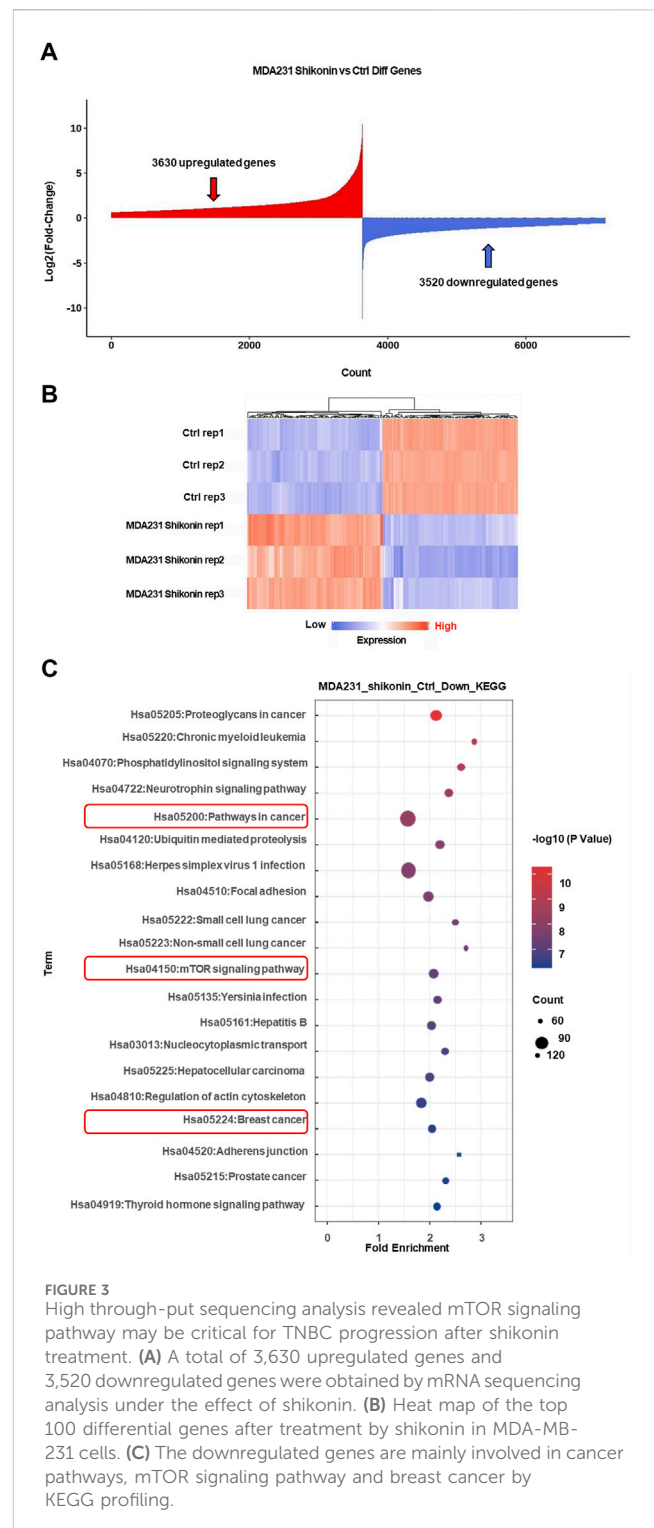 A
MDA231 Shikonin vs Ctrl Diff Genes
Log2(Fold-Change)
10
5
0
-5
-10
3630 upregulated genes
3520 downregulated genes
0 2000 4000 6000
Count
B
Ctrl rep1
Ctrl rep2
Ctrl rep3
MDA231 Shikonin rep1
MDA231 Shikonin rep2
MDA231 Shikonin rep3
Low High
Expression
C
MDA231_shikonin_Ctrl_Down_KEGG
Term
Hsa05205:Proteoglycans in cancer
Hsa05220:Chronic myeloid leukemia
Hsa04070:Phosphatidylinositol signaling system
Hsa04722:Neurotrophin signaling pathway
Hsa05200:Pathways in cancer
Hsa04120:Ubiquitin mediated proteolysis
Hsa05168:Herpes simplex virus 1 infection
Hsa04510:Focal adhesion
Hsa05222:Small cell lung cancer
Hsa05223:Non-small cell lung cancer
Hsa04150:mTOR signaling pathway
Hsa05135:Yersinia infection
Hsa05161:Hepatitis B
Hsa03013:Nucleocytoplasmic transport
Hsa05225:Hepatocellular carcinoma
Hsa04810:Regulation of actin cytoskeleton
Hsa05224:Breast cancer
Hsa04520:Adherens junction
Hsa05215:Prostate cancer
Hsa04919:Thyroid hormone signaling pathway
0 1 2 3
Fold Enrichment
-log10 (P Value)
10
9
8
7
Count
60
90
120
FIGURE 3
High through-put sequencing analysis revealed mTOR signaling
pathway may be critical for TNBC progression after shikonin
treatment. (A) A total of 3,630 upregulated genes and
3,520 downregulated genes were obtained by mRNA sequencing
analysis under the effect of shikonin. (B) Heat map of the top
100 differential genes after treatment by shikonin in MDA-MB-
231 cells. (C) The downregulated genes are mainly involved in cancer
pathways, mTOR signaling pathway and breast cancer by
KEGG profiling.